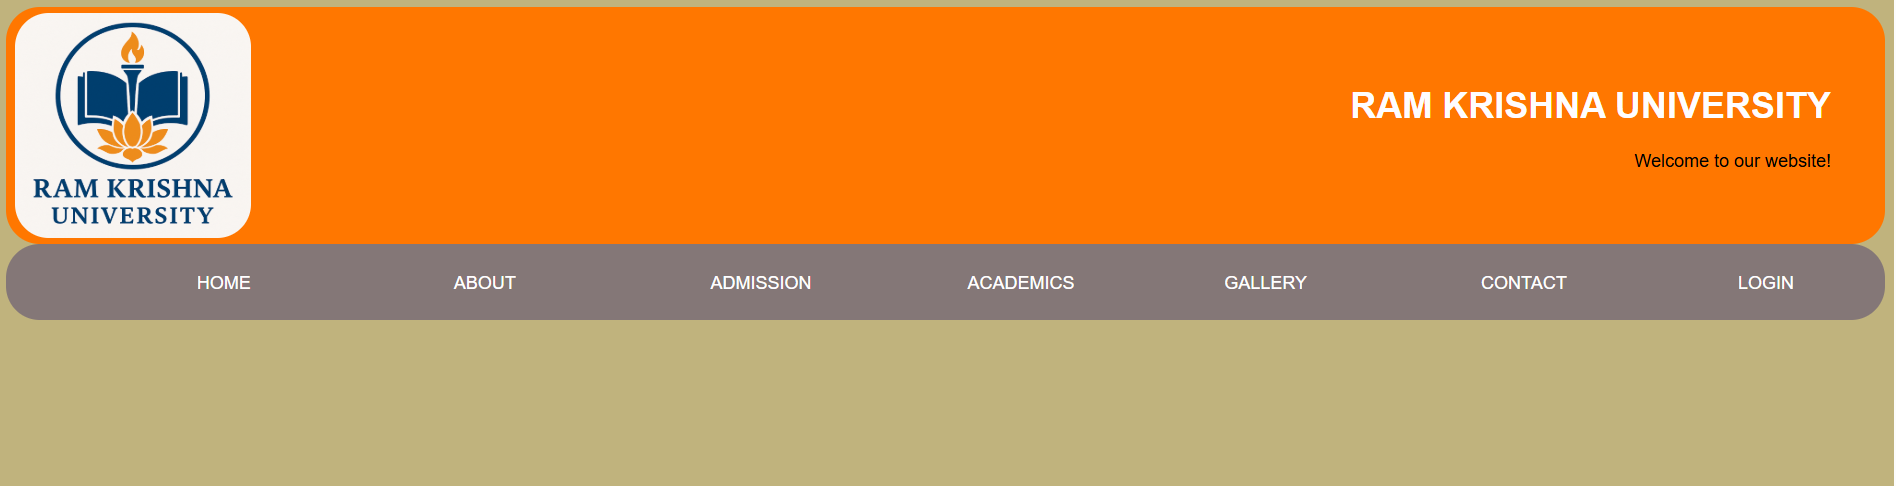 RAM KRISHNA
UNIVERSITY
RAM KRISHNA UNIVERSITY
Welcome to our website!
HOME ABOUT ADMISSION ACADEMICS GALLERY CONTACT LOGIN